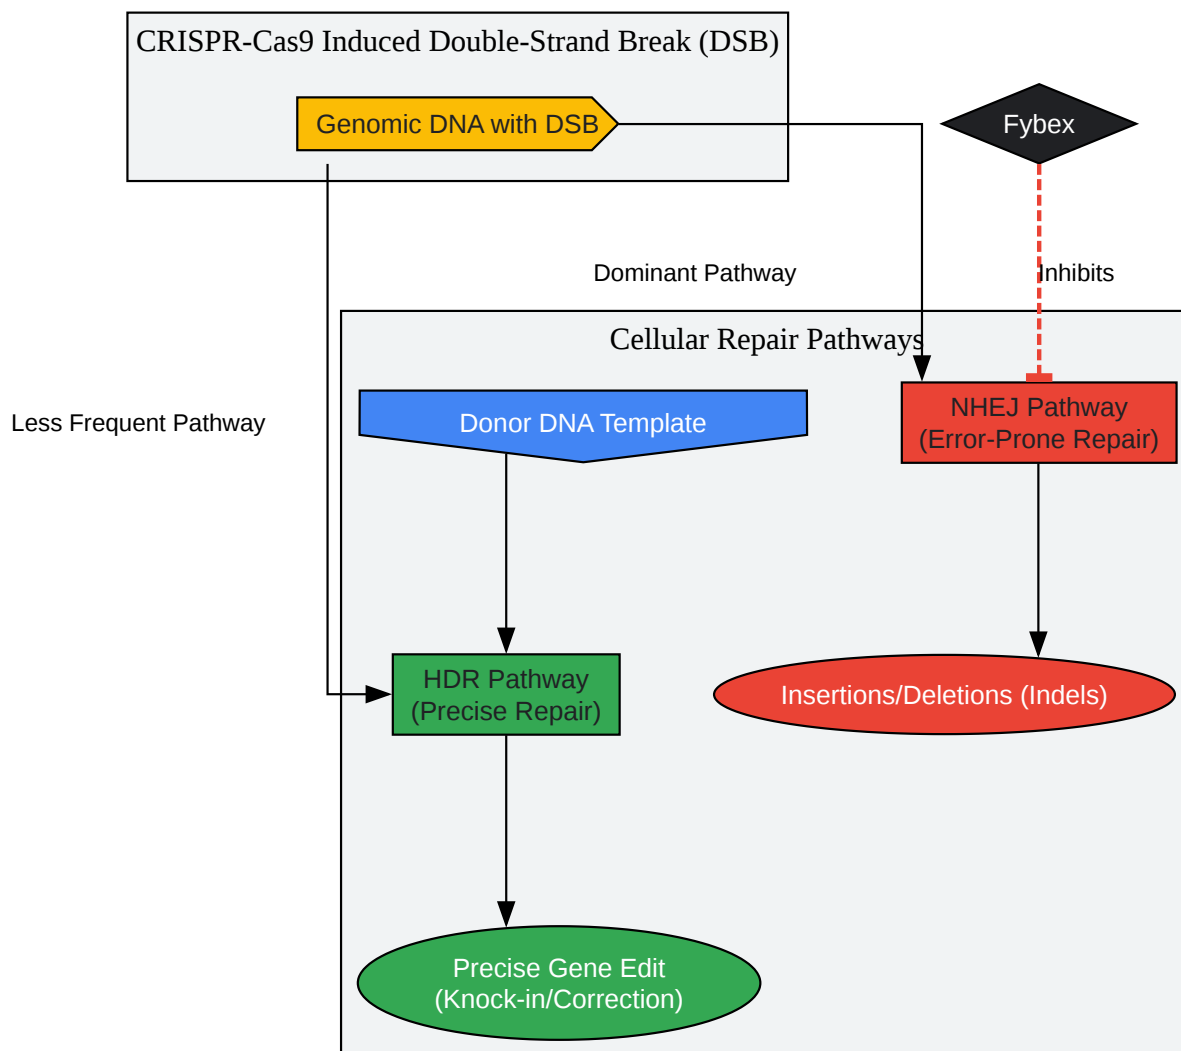 CRISPR-Cas9 Induced Double-Strand Break (DSB)
Genomic DNA with DSB
Fybex
Dominant Pathway
Inhibits
Cellular Repair Pathways
Less Frequent Pathway
Donor DNA Template
NHEJ Pathway
(Error-Prone Repair)
HDR Pathway
(Precise Repair)
Insertions/Deletions (Indels)
Precise Gene Edit
(Knock-in/Correction)